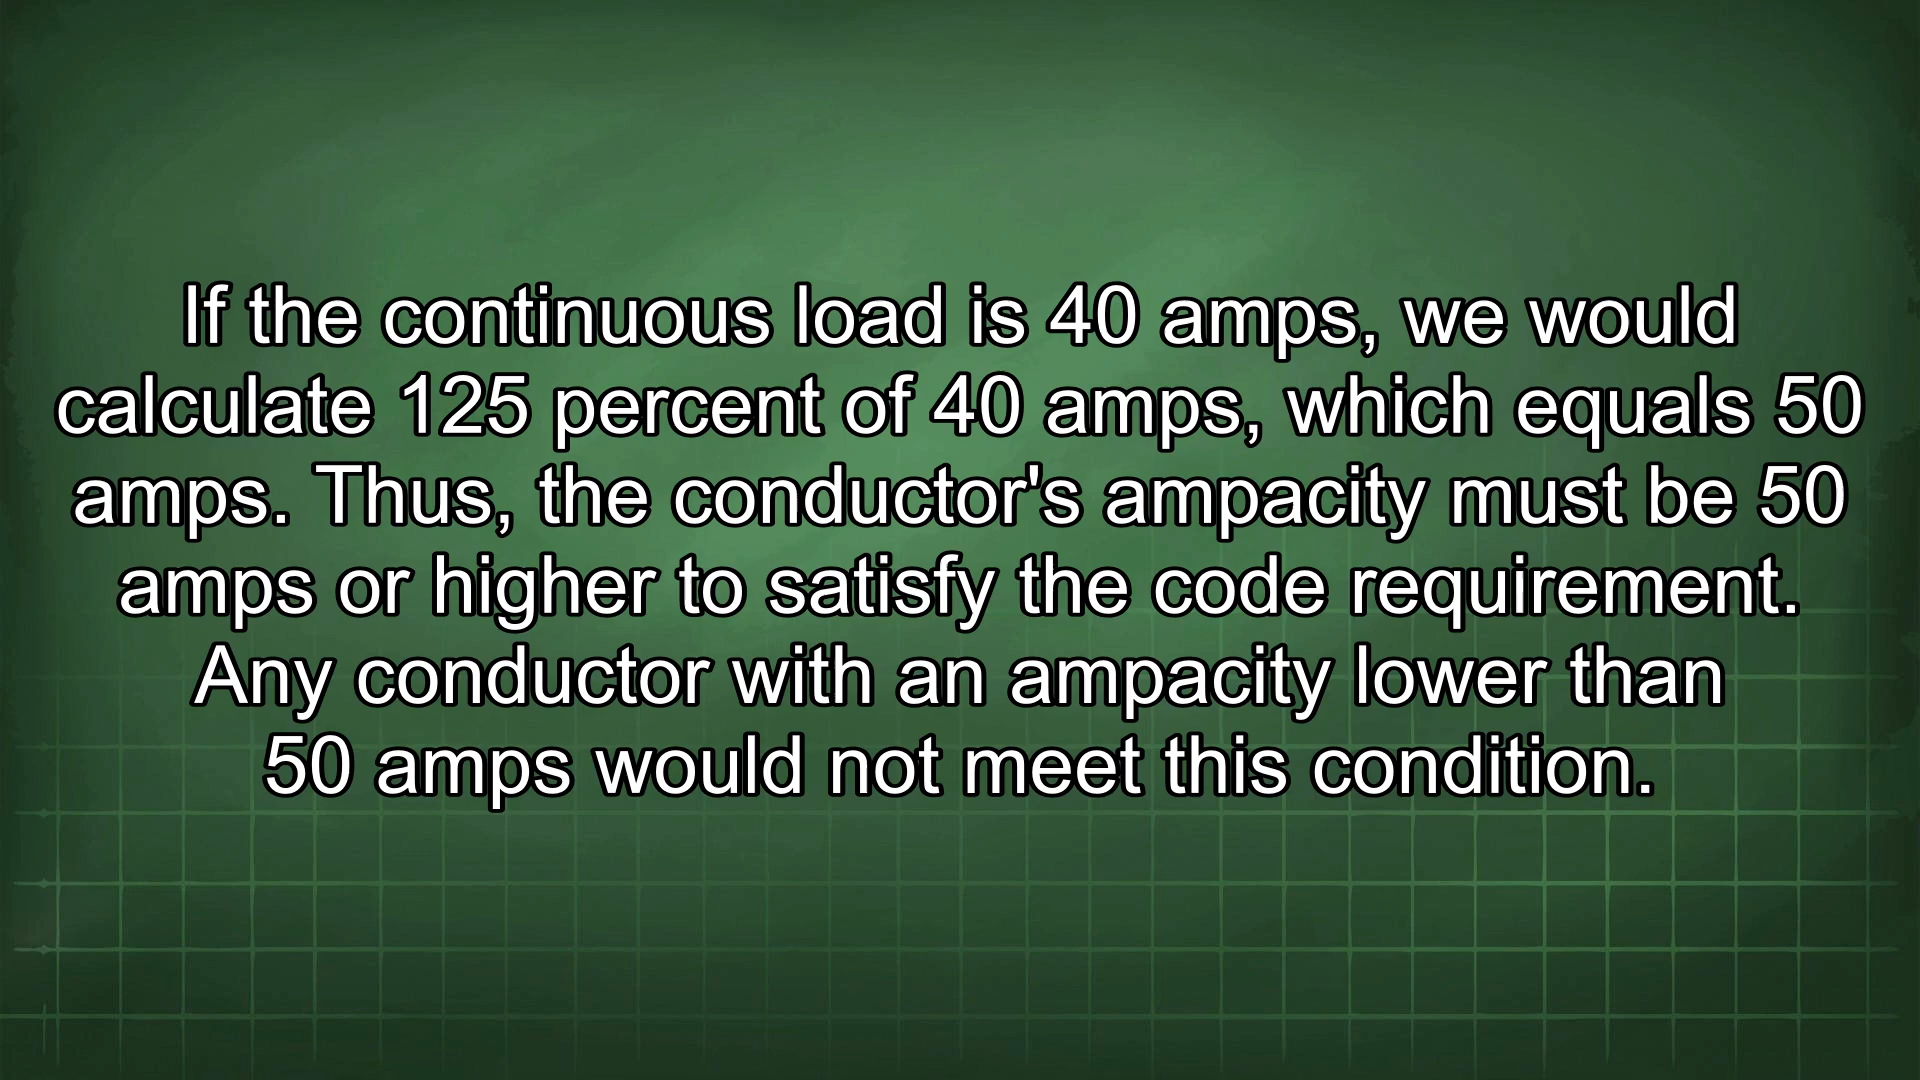 If the continuous load is 40 amps, we would
calculate 125 percent of 40 amps, which equals 50
amps. Thus, the conductor's ampacity must be 50
amps or higher to satisfy the code requirement.
Any conductor with an ampacity lower than
50 amps would not meet this condition.